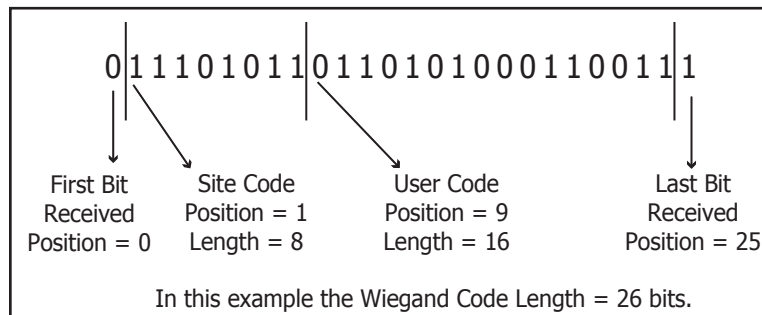 0 1 1 1 0 1 0 1 1 0 1 1 0 1 0 1 0 0 0 1 1 0 0 1 1 1
First Bit Received Position = 0
Site Code Position = 1 Length = 8
User Code Position = 9 Length = 16
Last Bit Received Position = 25
In this example the Wiegand Code Length = 26 bits.